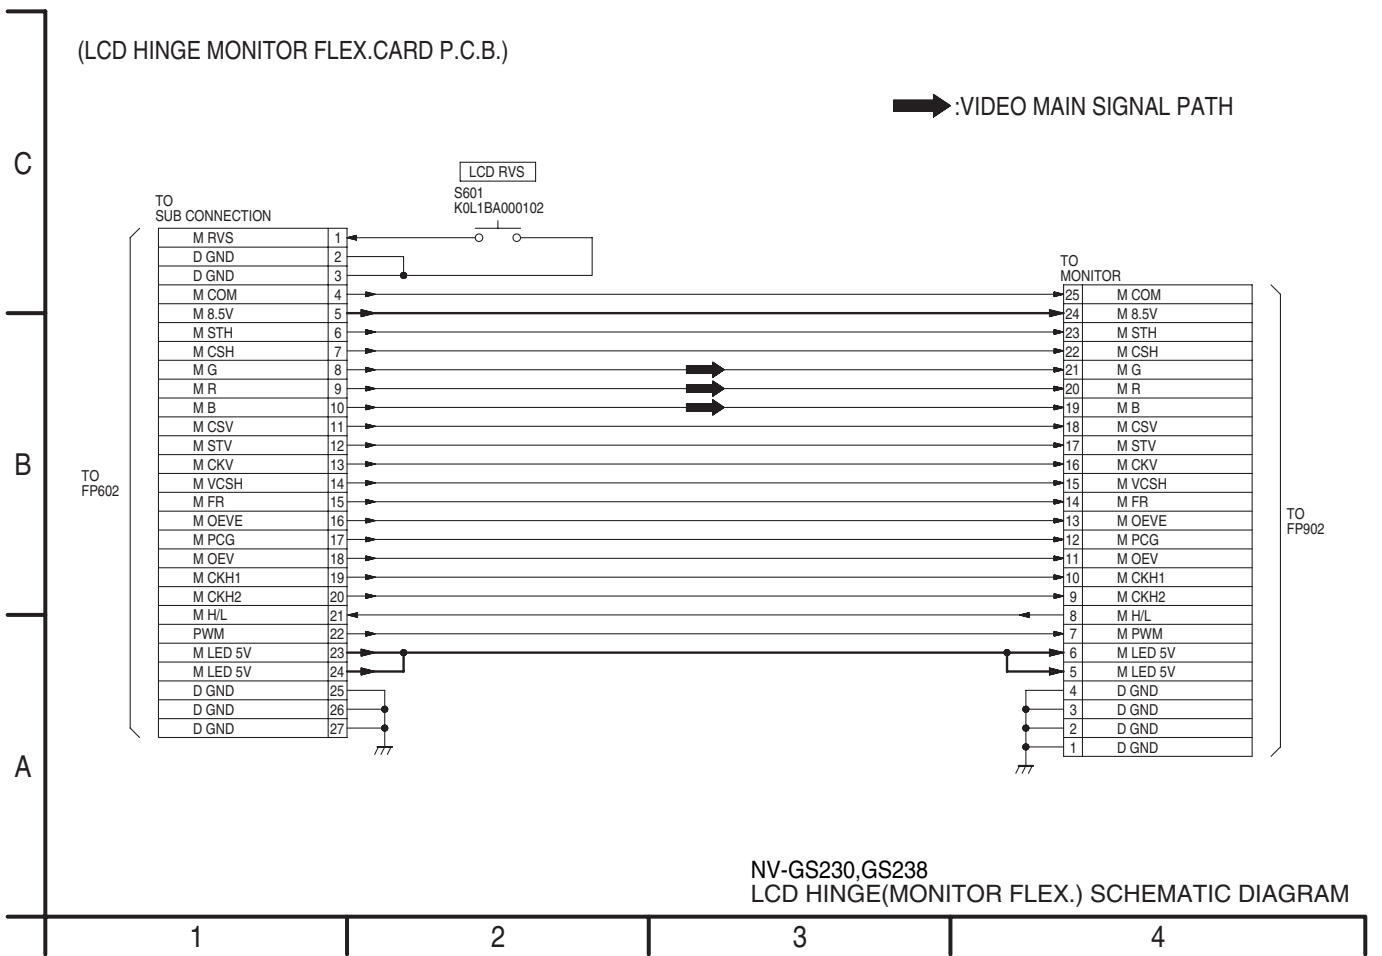 (LCD HINGE MONITOR FLEX.CARD P.C.B.)
:VIDEO MAIN SIGNAL PATH
C
LCD RVS
S601
K0L1BA000102
TO
SUB CONNECTION
M RVS 1
D GND 2
D GND 3
M COM 4
M 8.5V 5
M STH 6
M CSH 7
M G 8
M R 9
M B 10
M CSV 11
M STV 12
M CKV 13
M VCSH 14
M FR 15
M OEVE 16
M PCG 17
M OEV 18
M CKH1 19
M CKH2 20
M H/L 21
PWM 22
M LED 5V 23
M LED 5V 24
D GND 25
D GND 26
D GND 27
TO
FP602
B
TO
MONITOR
25 M COM
24 M 8.5V
23 M STH
22 M CSH
21 M G
20 M R
19 M B
18 M CSV
17 M STV
16 M CKV
15 M VCSH
14 M FR
13 M OEVE
12 M PCG
11 M OEV
10 M CKH1
9 M CKH2
8 M H/L
7 M PWM
6 M LED 5V
5 M LED 5V
4 D GND
3 D GND
2 D GND
1 D GND
TO
FP902
A
NV-GS230,GS238
LCD HINGE(MONITOR FLEX.) SCHEMATIC DIAGRAM
1 2 3 4